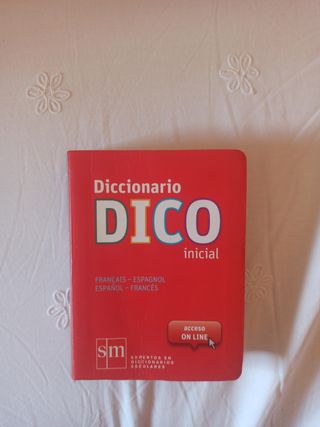 Diccionario
DICO
inicial
FRANÇAIS – ESPAGNOL
ESPAÑOL – FRANCÉS
acceso
ON LINE
sm
EXPERTOS EN
DICCIONARIOS
ESCOLARES